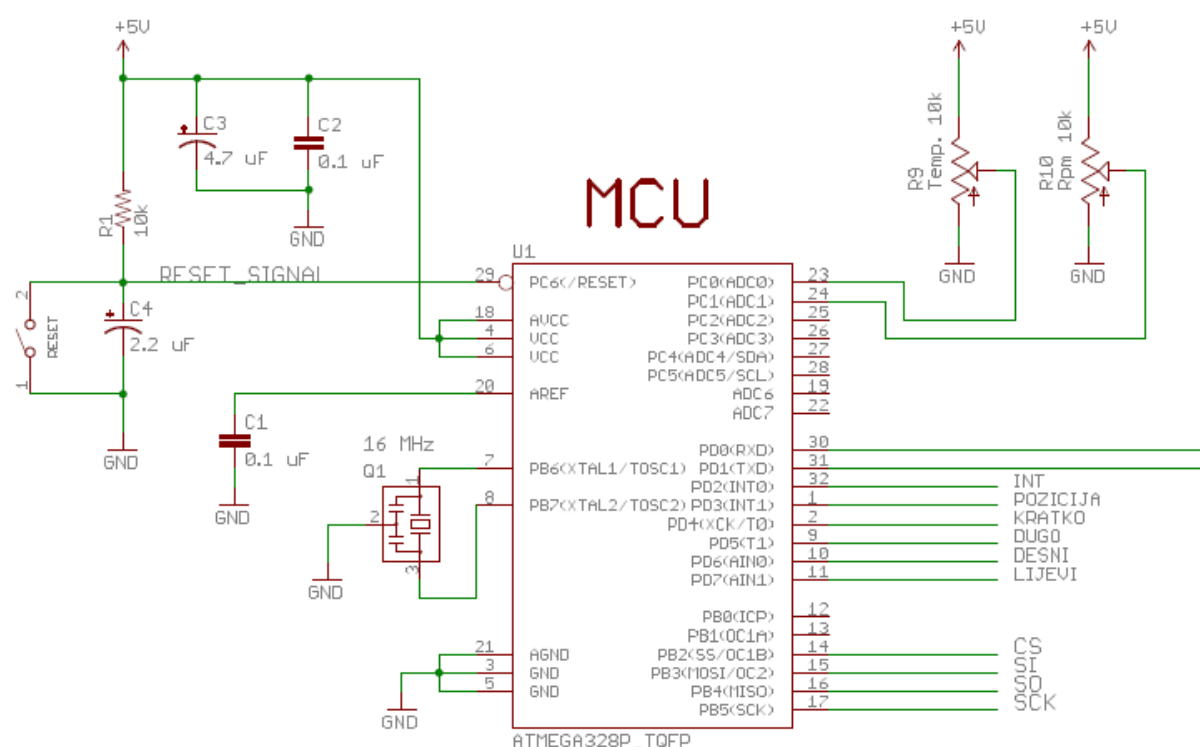 +5V
C3
4.7 uF
C2
0.1 uF
R1
10k
GND
RESET_SIGNAL
2
RESET
1
C4
2.2 uF
GND
C1
0.1 uF
GND
16 MHz
Q1
1
2
3
GND
GND
MCU
U1
29 PC6(/RESET)
18 AVCC
4 VCC
6 VCC
20 AREF
7 PB6(XTAL1/TOSC1)
8 PB7(XTAL2/TOSC2)
21 AGND
3 GND
5 GND
PC0(ADC0) 23
PC1(ADC1) 24
PC2(ADC2) 25
PC3(ADC3) 26
PC4(ADC4/SDA) 27
PC5(ADC5/SCL) 28
ADC6 19
ADC7 22
PD0(RXD) 30
PD1(TXD) 31
PD2(INT0) 32 INT
PD3(INT1) 1 POZICIJA
PD4(XCK/T0) 2 KRATKO
PD5(T1) 9 DUGO
PD6(AIN0) 10 DESNI
PD7(AIN1) 11 LIJEVI
PB0(ICP) 12
PB1(OC1A) 13
PB2(SS/OC1B) 14 CS
PB3(MOSI/OC2) 15 SI
PB4(MISO) 16 SO
PB5(SCK) 17 SCK
ATMEGA328P_TQFP
+5V
R9
Temp. 10k
GND
+5V
R10
Rpm 10k
GND